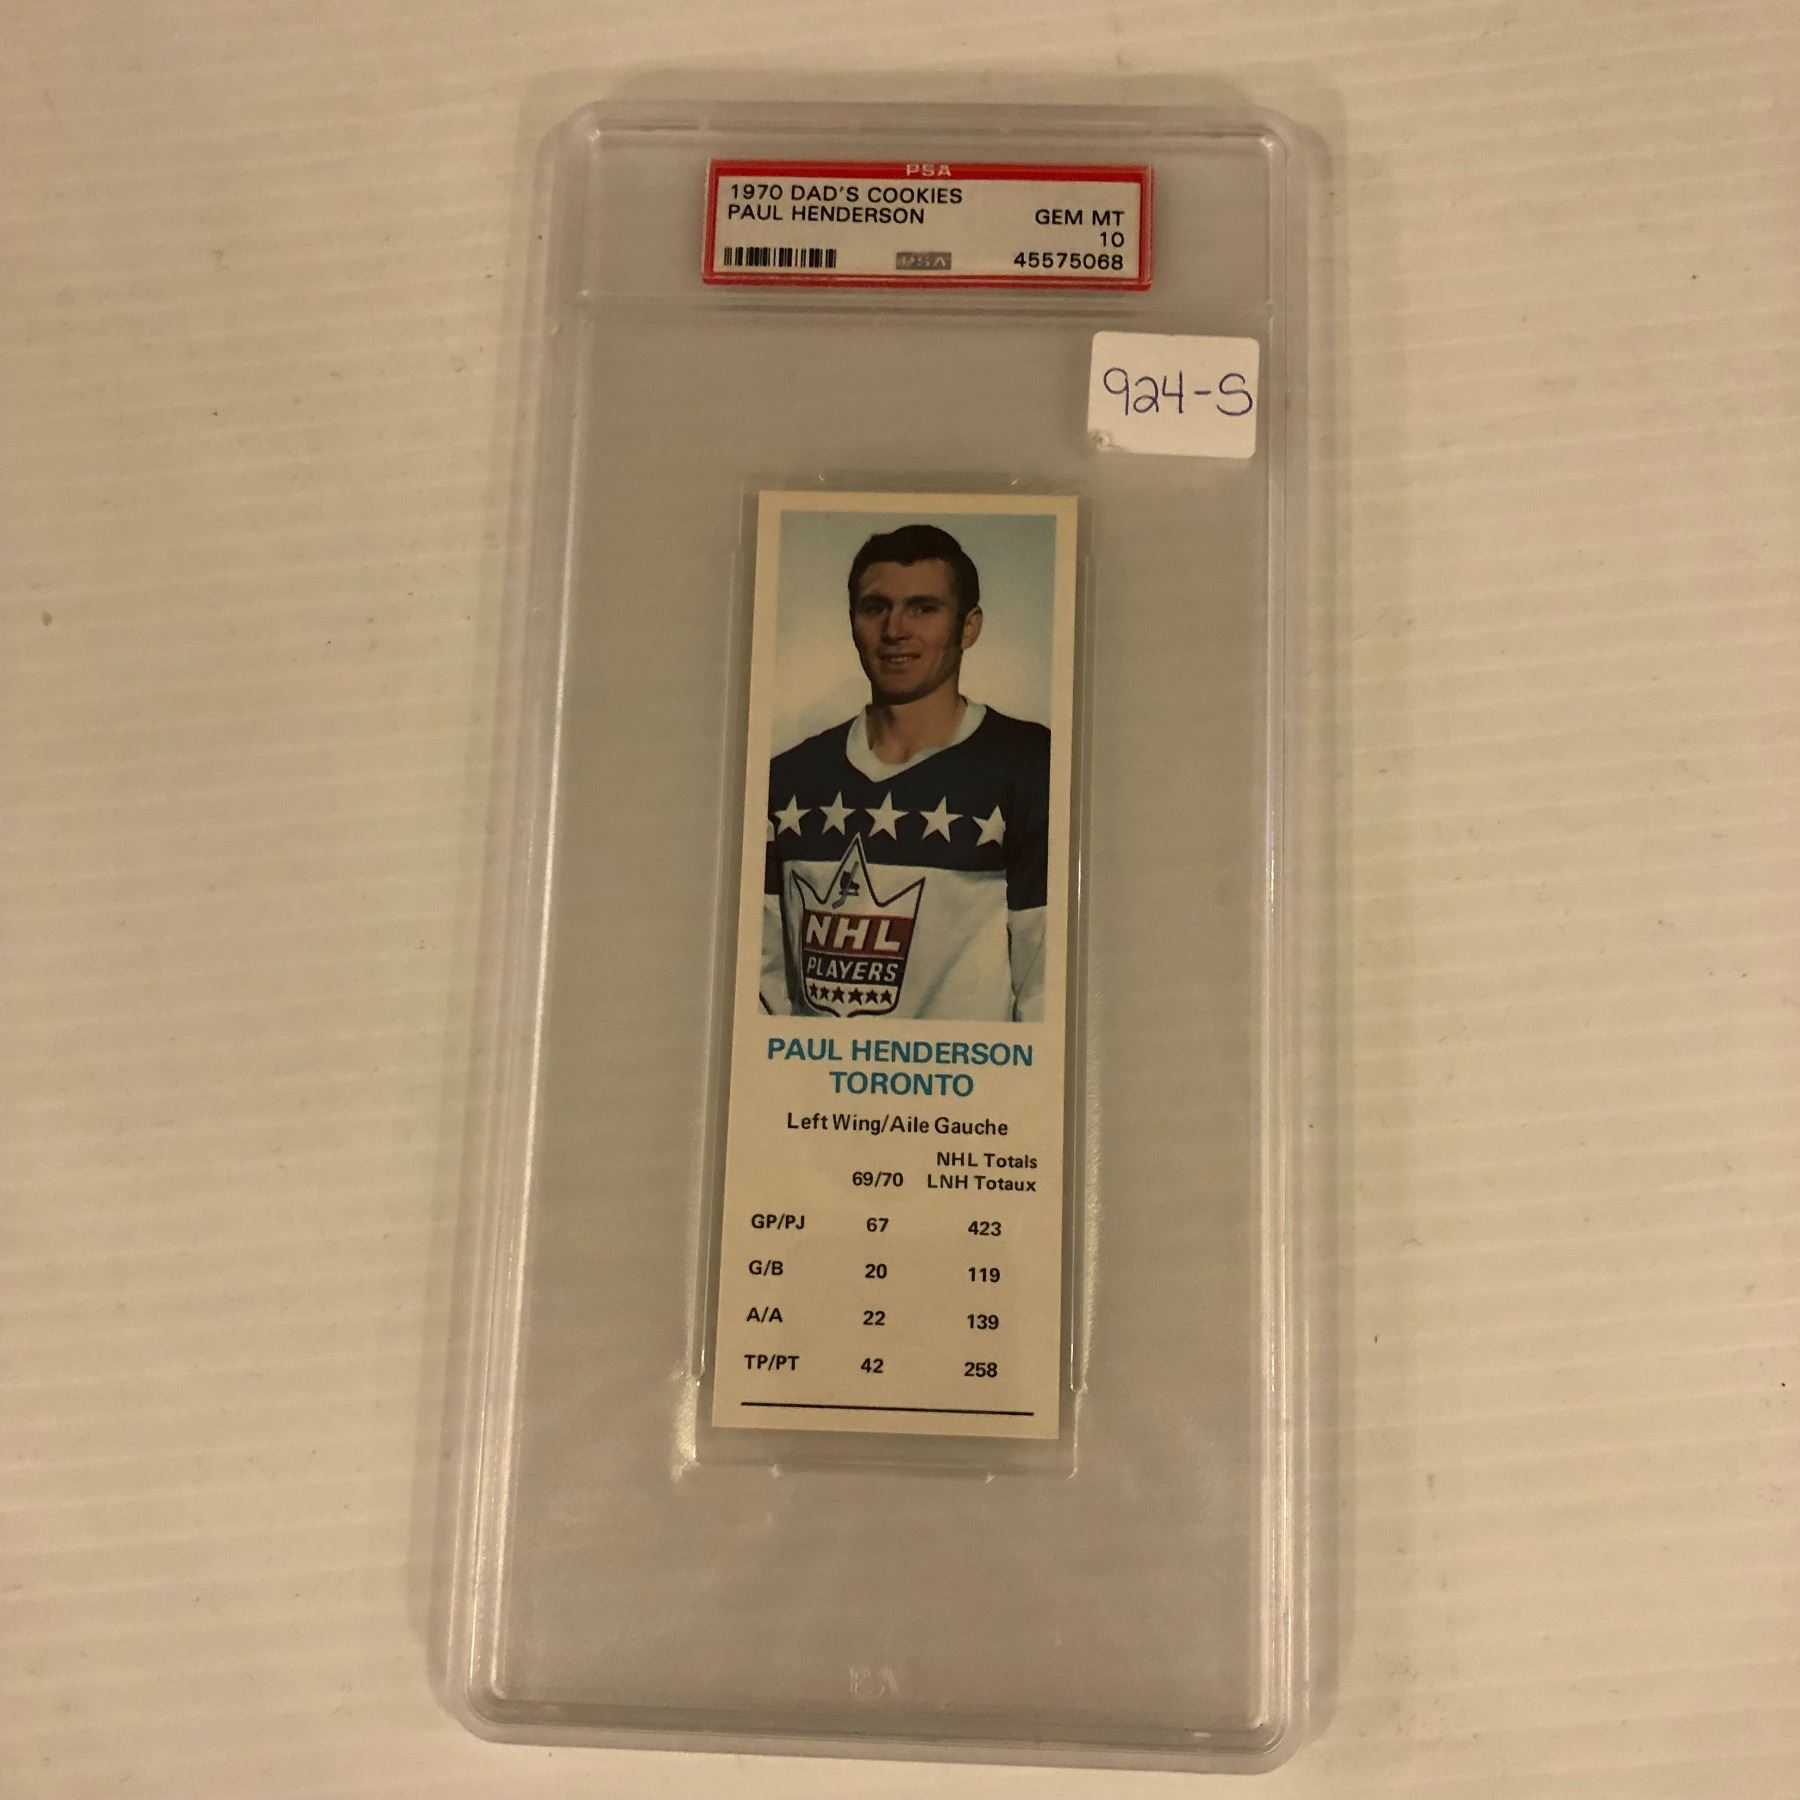 PSA
1970 DAD'S COOKIES
PAUL HENDERSON GEM MT
10
PSA 45575068
924-S
NHL
PLAYERS
PAUL HENDERSON
TORONTO
Left Wing/Aile Gauche
NHL Totals
69/70 LNH Totaux
GP/PJ 67 423
G/B 20 119
A/A 22 139
TP/PT 42 258
PSA